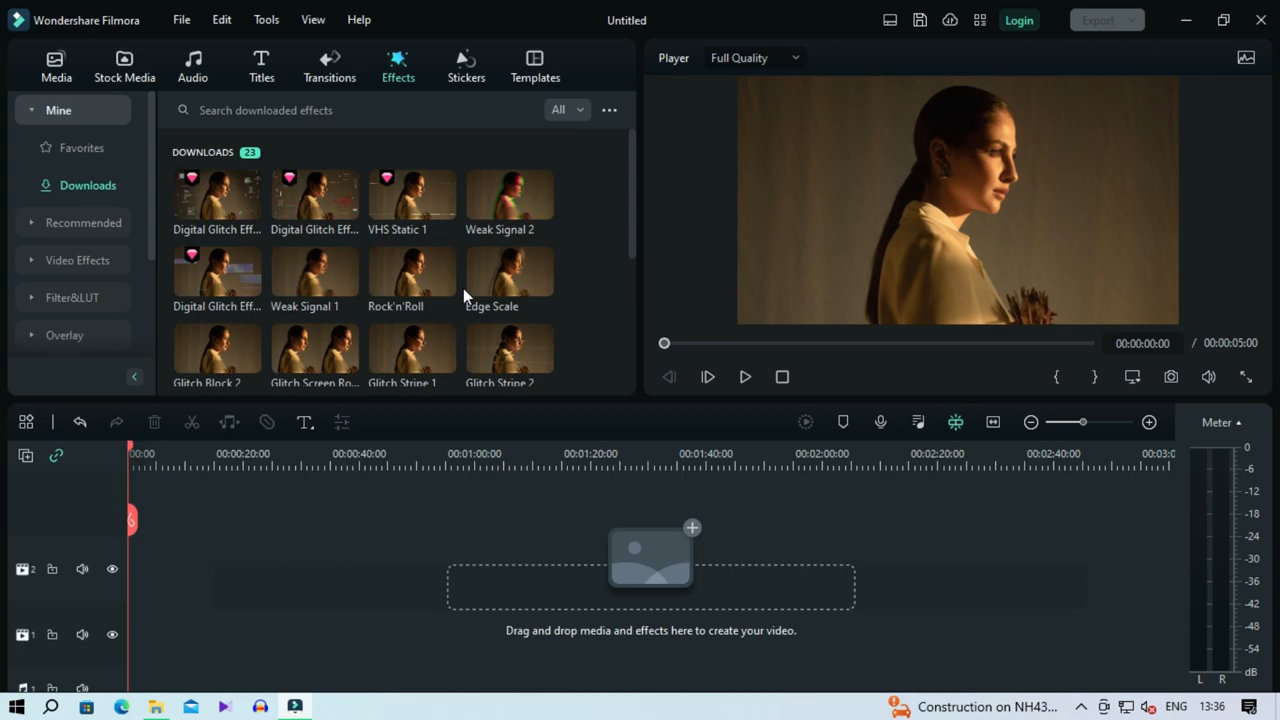 Wondershare Filmora File Edit Tools View Help Untitled Login Export
Media Stock Media Audio Titles Transitions Effects Stickers Templates
Player Full Quality
Mine
Search downloaded effects All
Favorites
Downloads
Recommended
Video Effects
Filter&LUT
Overlay
DOWNLOADS 23
Digital Glitch Eff... Digital Glitch Eff... VHS Static 1 Weak Signal 2
Digital Glitch Eff... Weak Signal 1 Rock'n'Roll Edge Scale
Glitch Block 2 Glitch Screen Ro... Glitch Stripe 1 Glitch Stripe 2
00:00:00:00 / 00:00:05:00
{ }
Meter
00:00 00:00:20:00 00:00:40:00 00:01:00:00 00:01:20:00 00:01:40:00 00:02:00:00 00:02:20:00 00:02:40:00 00:03:0
2
1
1
Drag and drop media and effects here to create your video.
0
-6
-12
-18
-24
-30
-36
-42
-48
-54
dB
L R
Construction on NH43... ENG 13:36